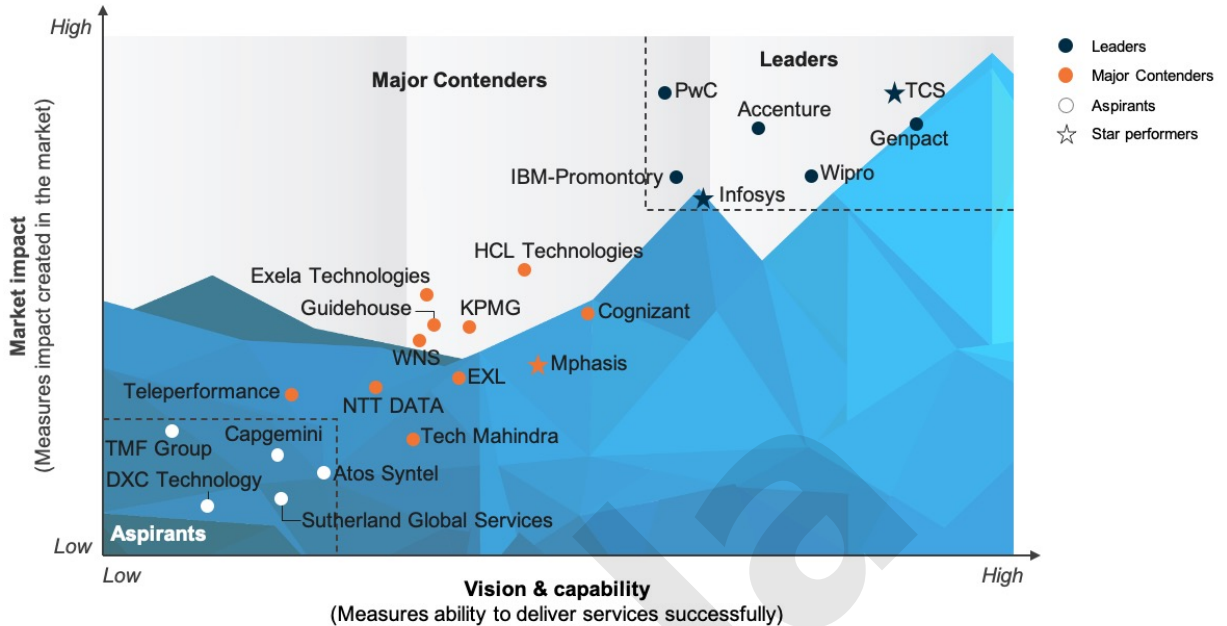 High
Market impact
(Measures impact created in the market)
Low
Low
High
Vision & capability
(Measures ability to deliver services successfully)
Major Contenders
Leaders
PwC
TCS
Accenture
Genpact
IBM-Promontory
Wipro
Infosys
HCL Technologies
Exela Technologies
Guidehouse
KPMG
Cognizant
WNS
Mphasis
EXL
Teleperformance
NTT DATA
Tech Mahindra
Capgemini
TMF Group
Atos Syntel
DXC Technology
Sutherland Global Services
Aspirants
Leaders
Major Contenders
Aspirants
Star performers